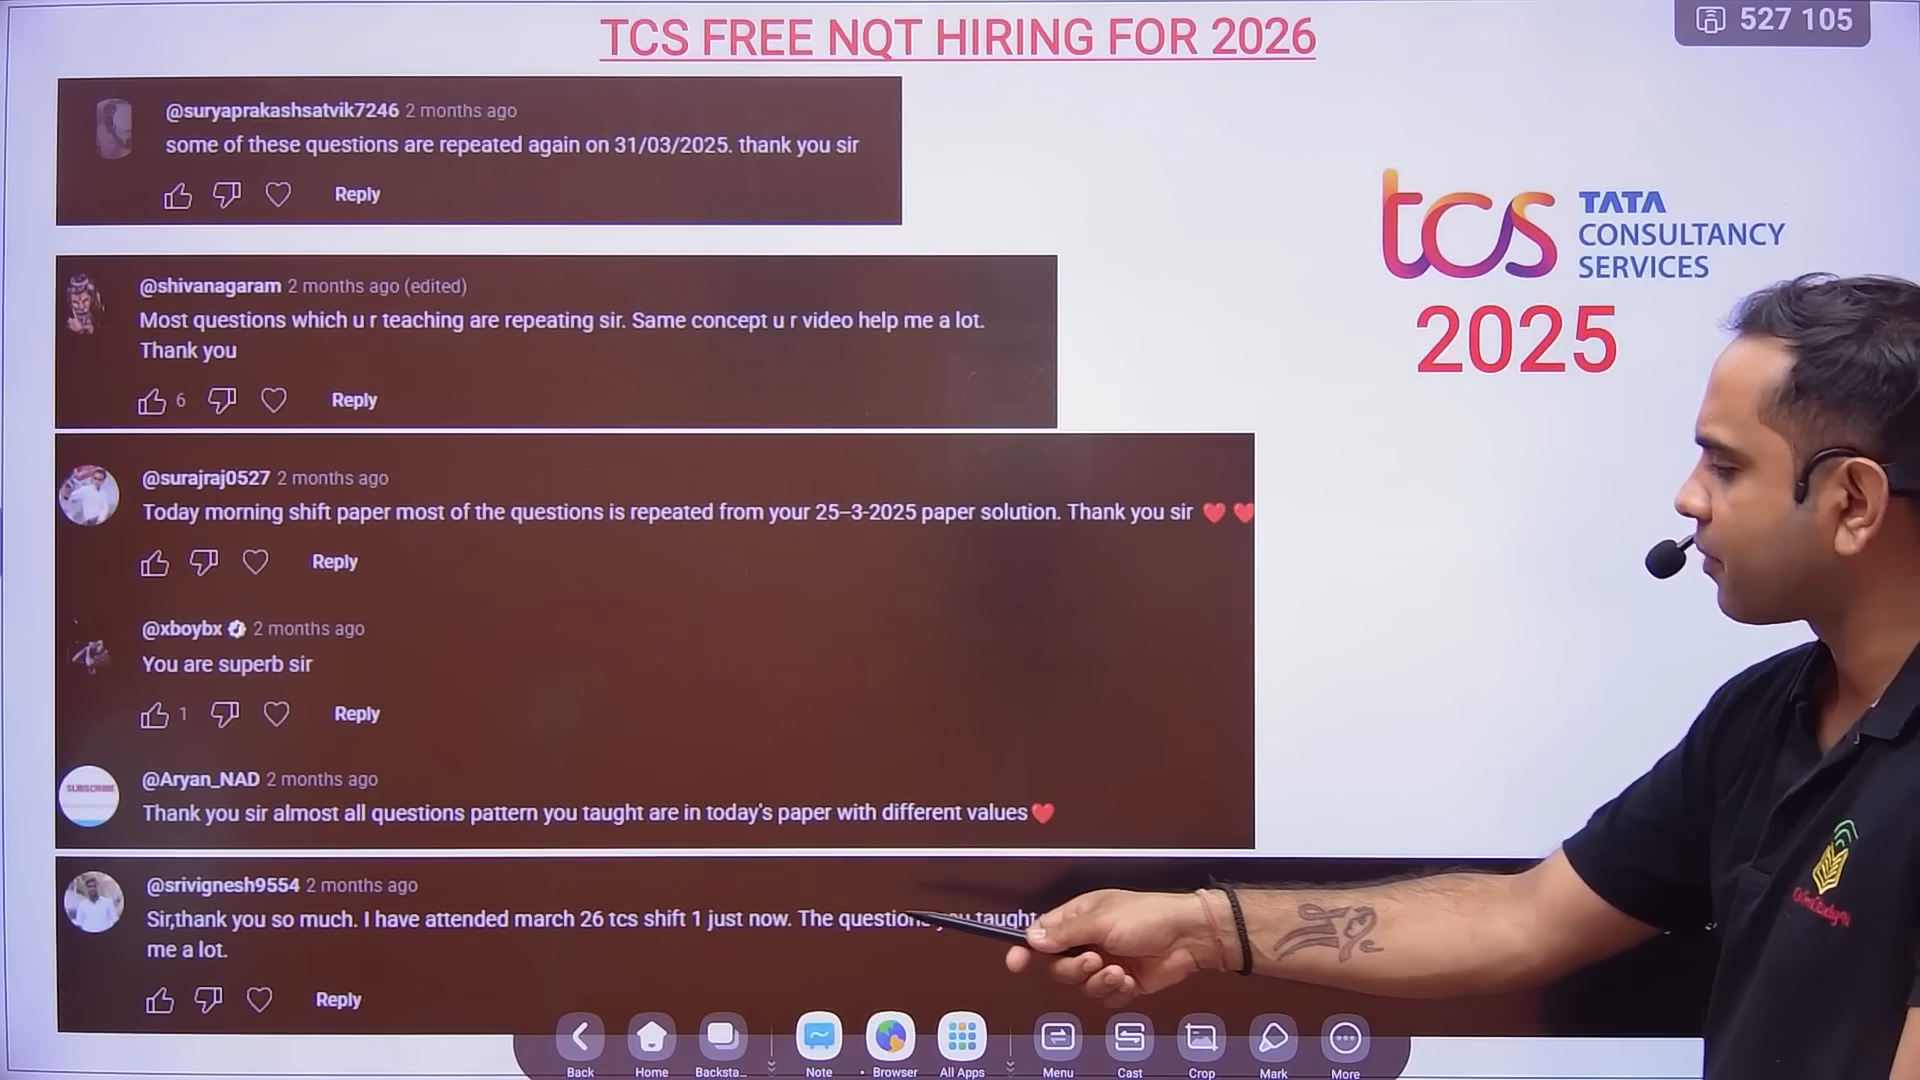 TCS FREE NQT HIRING FOR 2026
527 105
@suryaprakashsatvik7246 2 months ago
some of these questions are repeated again on 31/03/2025. thank you sir
Reply
tcs TATA
CONSULTANCY
SERVICES
2025
@shivanagaram 2 months ago (edited)
Most questions which u r teaching are repeating sir. Same concept u r video help me a lot.
Thank you
6 Reply
@surajraj0527 2 months ago
Today morning shift paper most of the questions is repeated from your 25–3-2025 paper solution. Thank you sir ❤️ ❤️
Reply
@xboybx 2 months ago
You are superb sir
1 Reply
SUBSCRIBE
@Aryan_NAD 2 months ago
Thank you sir almost all questions pattern you taught are in today's paper with different values❤️
@srivignesh9554 2 months ago
Sir,thank you so much. I have attended march 26 tcs shift 1 just now. The question taught
me a lot.
Reply
Back Home Backsta... Note • Browser All Apps Menu Cast Crop Mark More